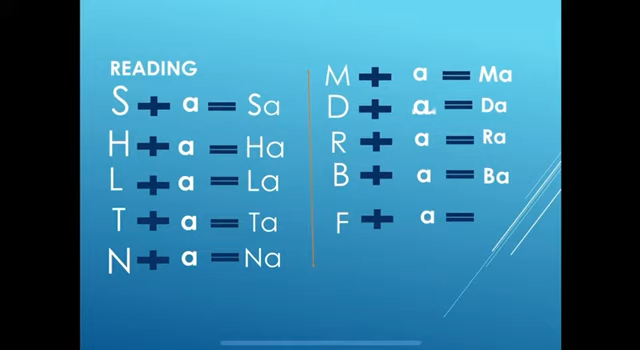 READING
S + a = Sa
H + a = Ha
L + a = La
T + a = Ta
N + a = Na
M + a = Ma
D + a = Da
R + a = Ra
B + a = Ba
F + a =